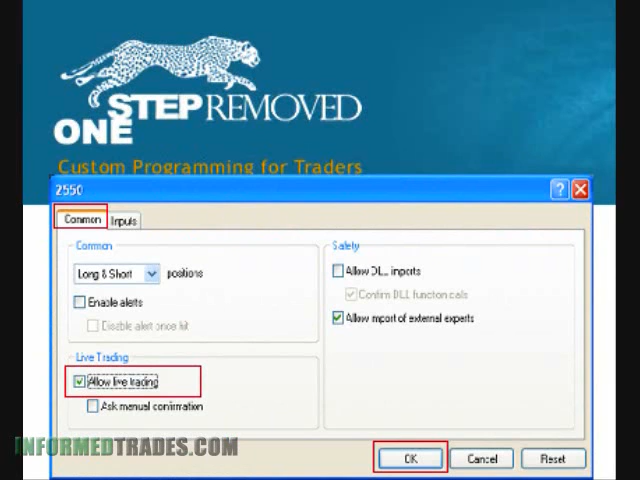 ONE STEP REMOVED
Custom Programming for Traders
2550
Common Inputs
Common
Long & Short positions
Enable alerts
Disable alert once hit
Live Trading
Allow live trading
Ask manual confirmation
Safety
Allow DLL imports
Confirm DLL function calls
Allow import of external experts
OK Cancel Reset
INFORMEDTRADES.COM